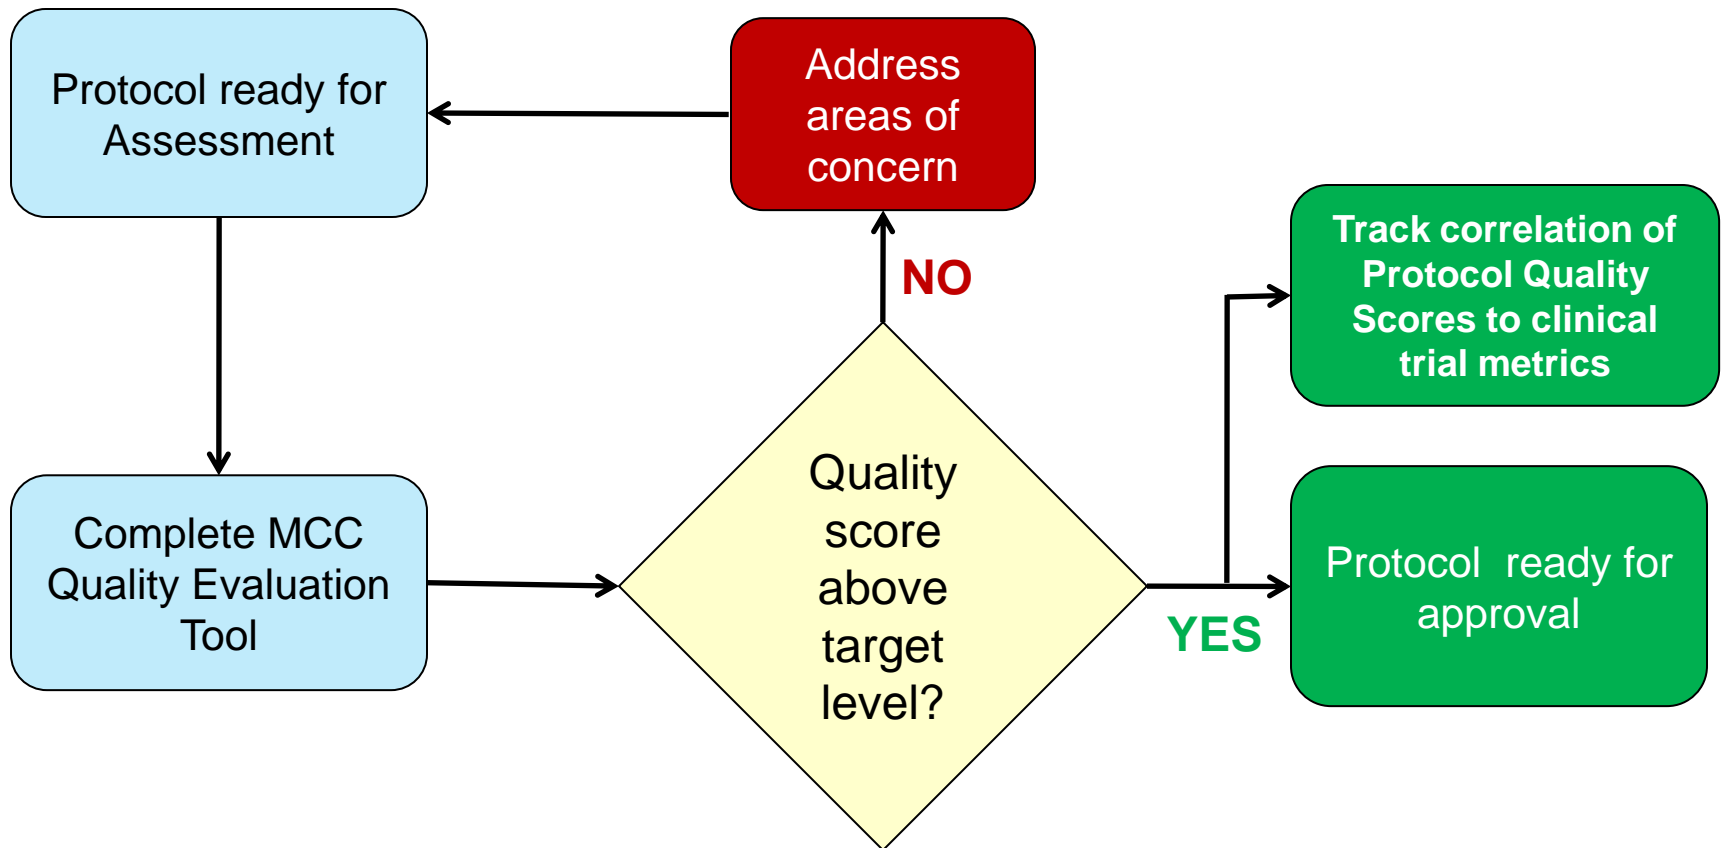 Protocol ready for
Assessment
Address
areas of
concern
NO
Track correlation of
Protocol Quality
Scores to clinical
trial metrics
Complete MCC
Quality Evaluation
Tool
Quality
score
above
target
level?
YES
Protocol  ready for
approval